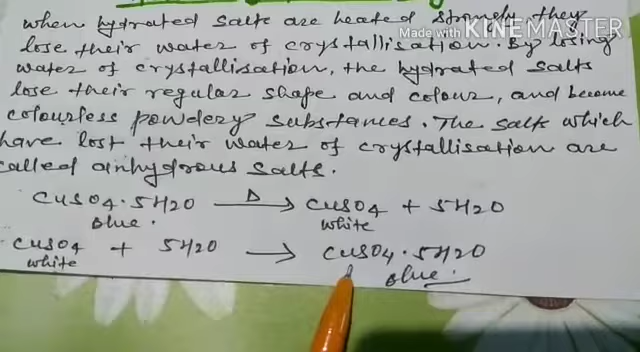 when hydrated salts are heated strongly they
lose their water of crystallisation. By losing
water of crystallisation, the hydrated salts
lose their regular shape and colour, and become
colourless powdery substances. The salts which
have lost their water of crystallisation are
called anhydrous salts.
CuSO4.5H2O —Δ→ CuSO4 + 5H2O
Blue. white
CuSO4 + 5H2O → CuSO4.5H2O
white Blue.
Made with KINEMASTER